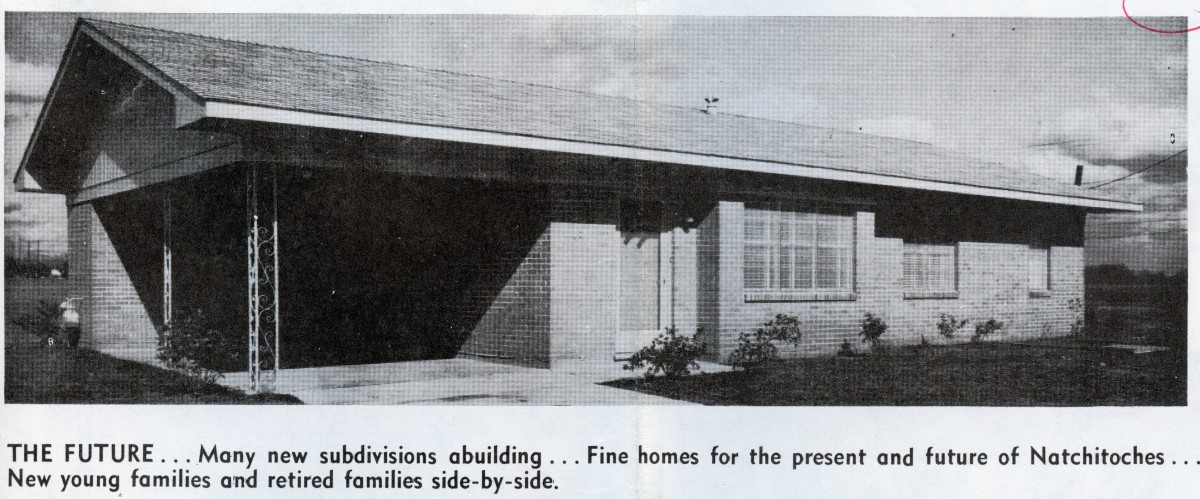 THE FUTURE ... Many new subdivisions abuilding ... Fine homes for the present and future of Natchitoches ...
New young families and retired families side-by-side.